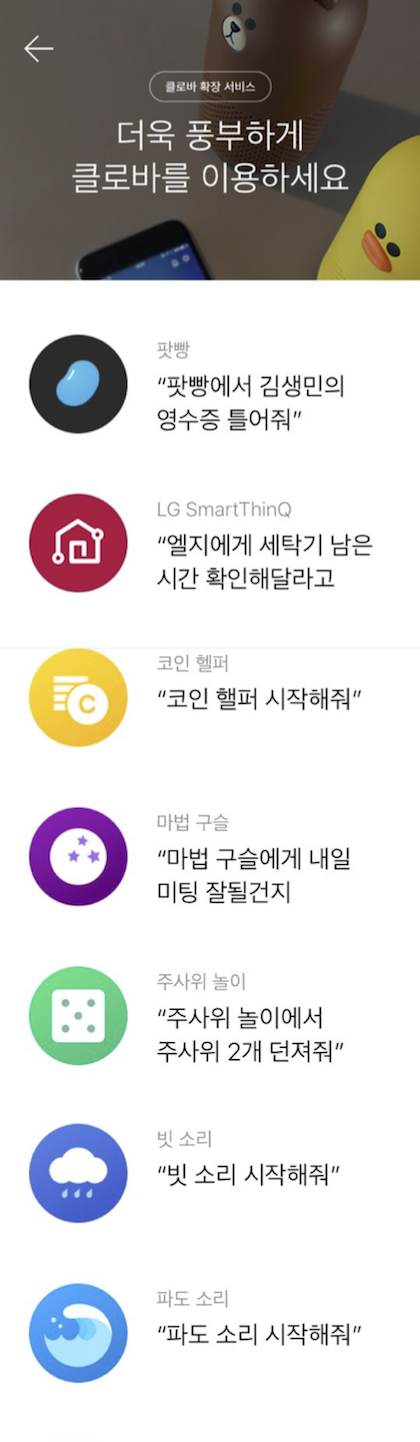 클로바 확장 서비스
더욱 풍부하게
클로바를 이용하세요
팟빵
“팟빵에서 김생민의
영수증 틀어줘”
LG SmartThinQ
“엘지에게 세탁기 남은
시간 확인해달라고
코인 헬퍼
“코인 핼퍼 시작해줘”
마법 구슬
“마법 구슬에게 내일
미팅 잘될건지
주사위 놀이
“주사위 놀이에서
주사위 2개 던져줘”
빗 소리
“빗 소리 시작해줘”
파도 소리
“파도 소리 시작해줘”